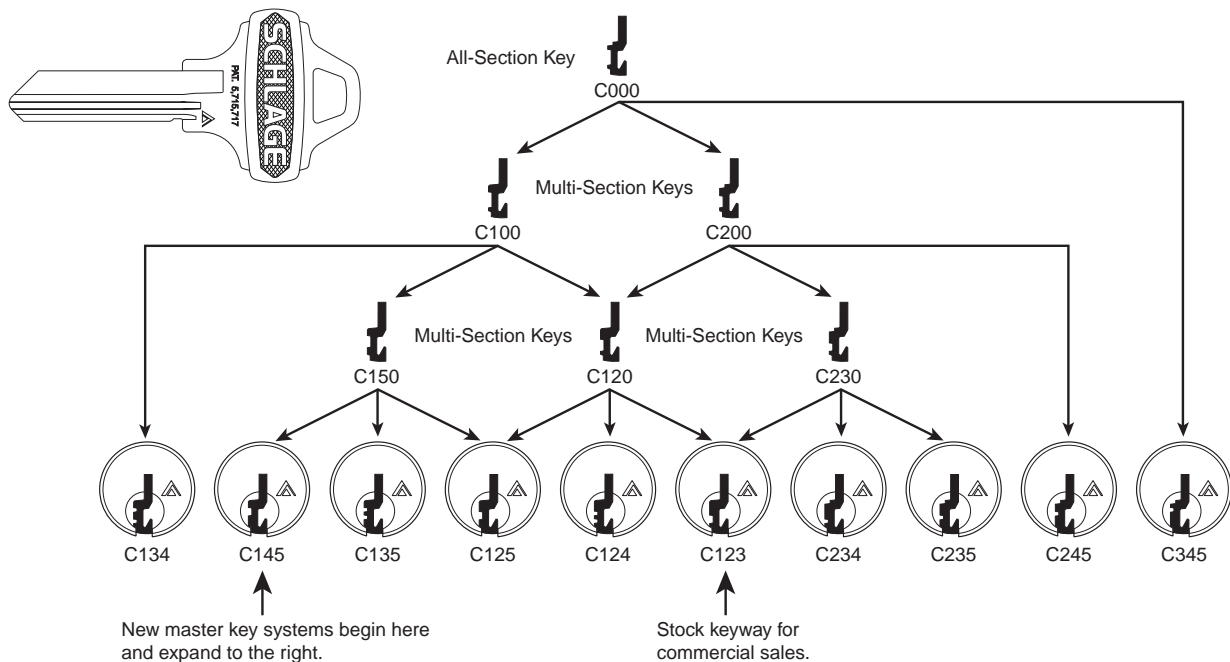 SCHLAGE
PAT. 5,715,717
All-Section Key
C000
Multi-Section Keys
C100
C200
Multi-Section Keys
Multi-Section Keys
C150
C120
C230
C134
C145
C135
C125
C124
C123
C234
C235
C245
C345
New master key systems begin here
and expand to the right.
Stock keyway for
commercial sales.